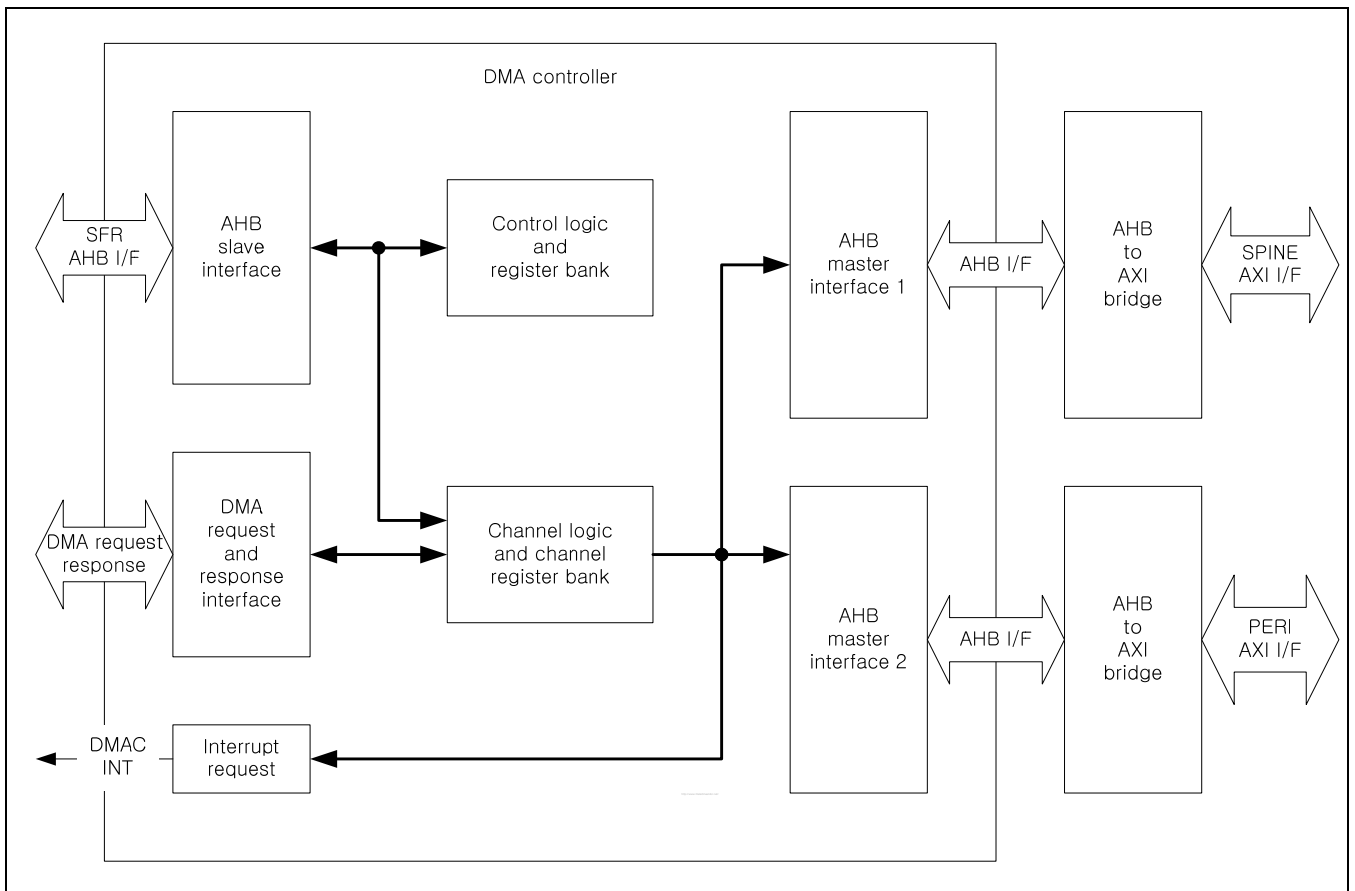 DMA controller
SFR
AHB I/F
AHB
slave
interface
Control logic
and
register bank
AHB
master
interface 1
AHB I/F
AHB
to
AXI
bridge
SPINE
AXI I/F
DMA request
response
DMA
request
and
response
interface
Channel logic
and channel
register bank
AHB
master
interface 2
AHB I/F
AHB
to
AXI
bridge
PERI
AXI I/F
DMAC
INT
Interrupt
request